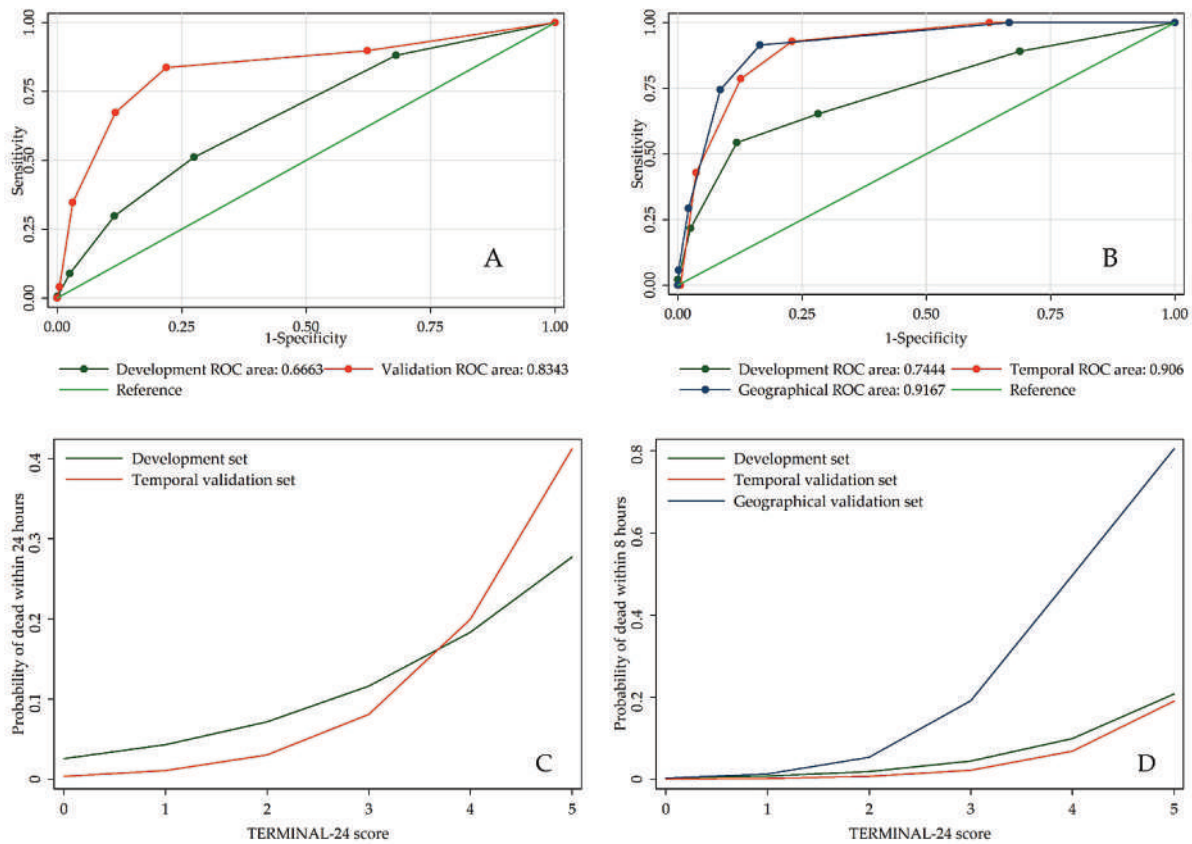 1.00
0.75
0.50
0.25
0.00
Sensitivity
A
0.00 0.25 0.50 0.75 1.00
1-Specificity
Development ROC area: 0.6663 Validation ROC area: 0.8343
Reference
1.00
0.75
0.50
0.25
0.00
Sensitivity
B
0.00 0.25 0.50 0.75 1.00
1-Specificity
Development ROC area: 0.7444 Temporal ROC area: 0.906
Geographical ROC area: 0.9167 Reference
Development set
Temporal validation set
0.4
0.3
0.2
0.1
0
Probability of dead within 24 hours
C
0 1 2 3 4 5
TERMINAL-24 score
Development set
Temporal validation set
Geographical validation set
0.8
0.6
0.4
0.2
0
Probability of dead within 8 hours
D
0 1 2 3 4 5
TERMINAL-24 score